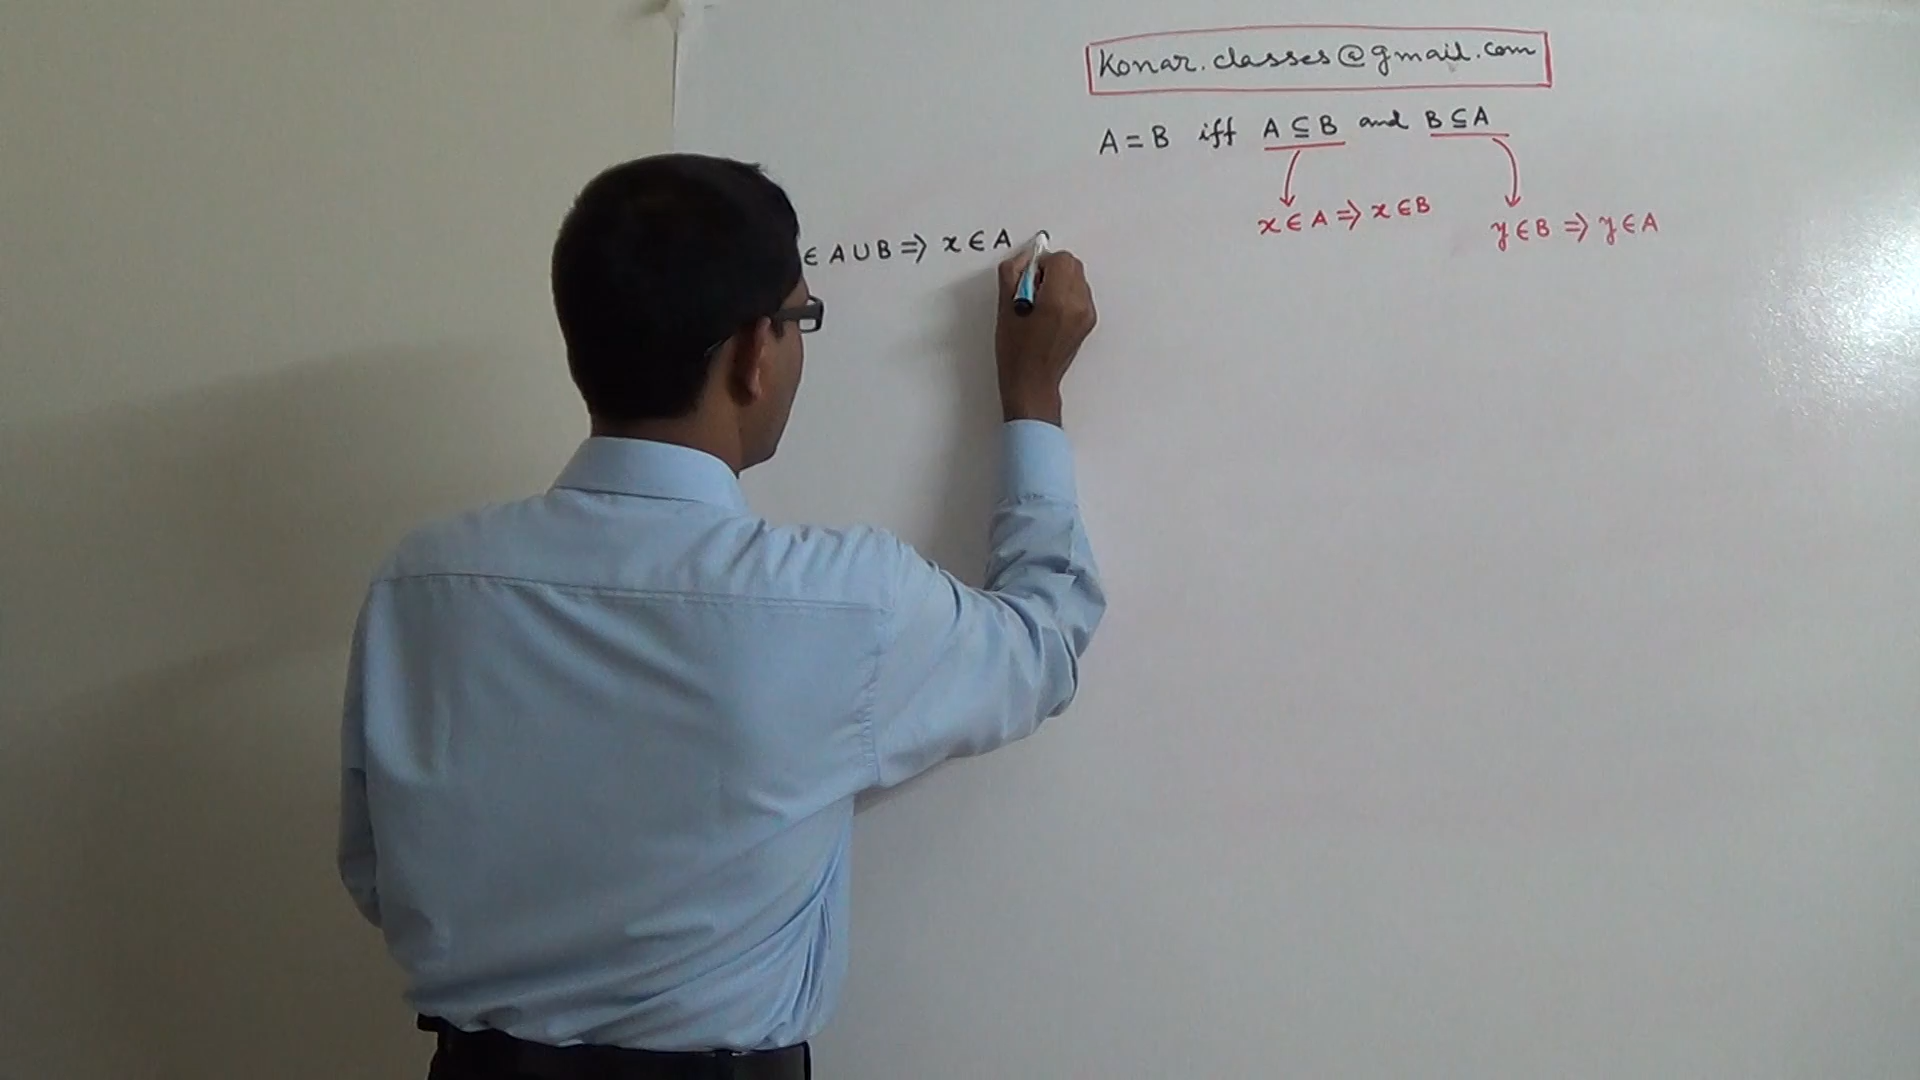 Konar.classes@gmail.com
A = B iff A ⊆ B and B ⊆ A
x ∈ A ⇒ x ∈ B
y ∈ B ⇒ y ∈ A
∈ A ∪ B ⇒ x ∈ A